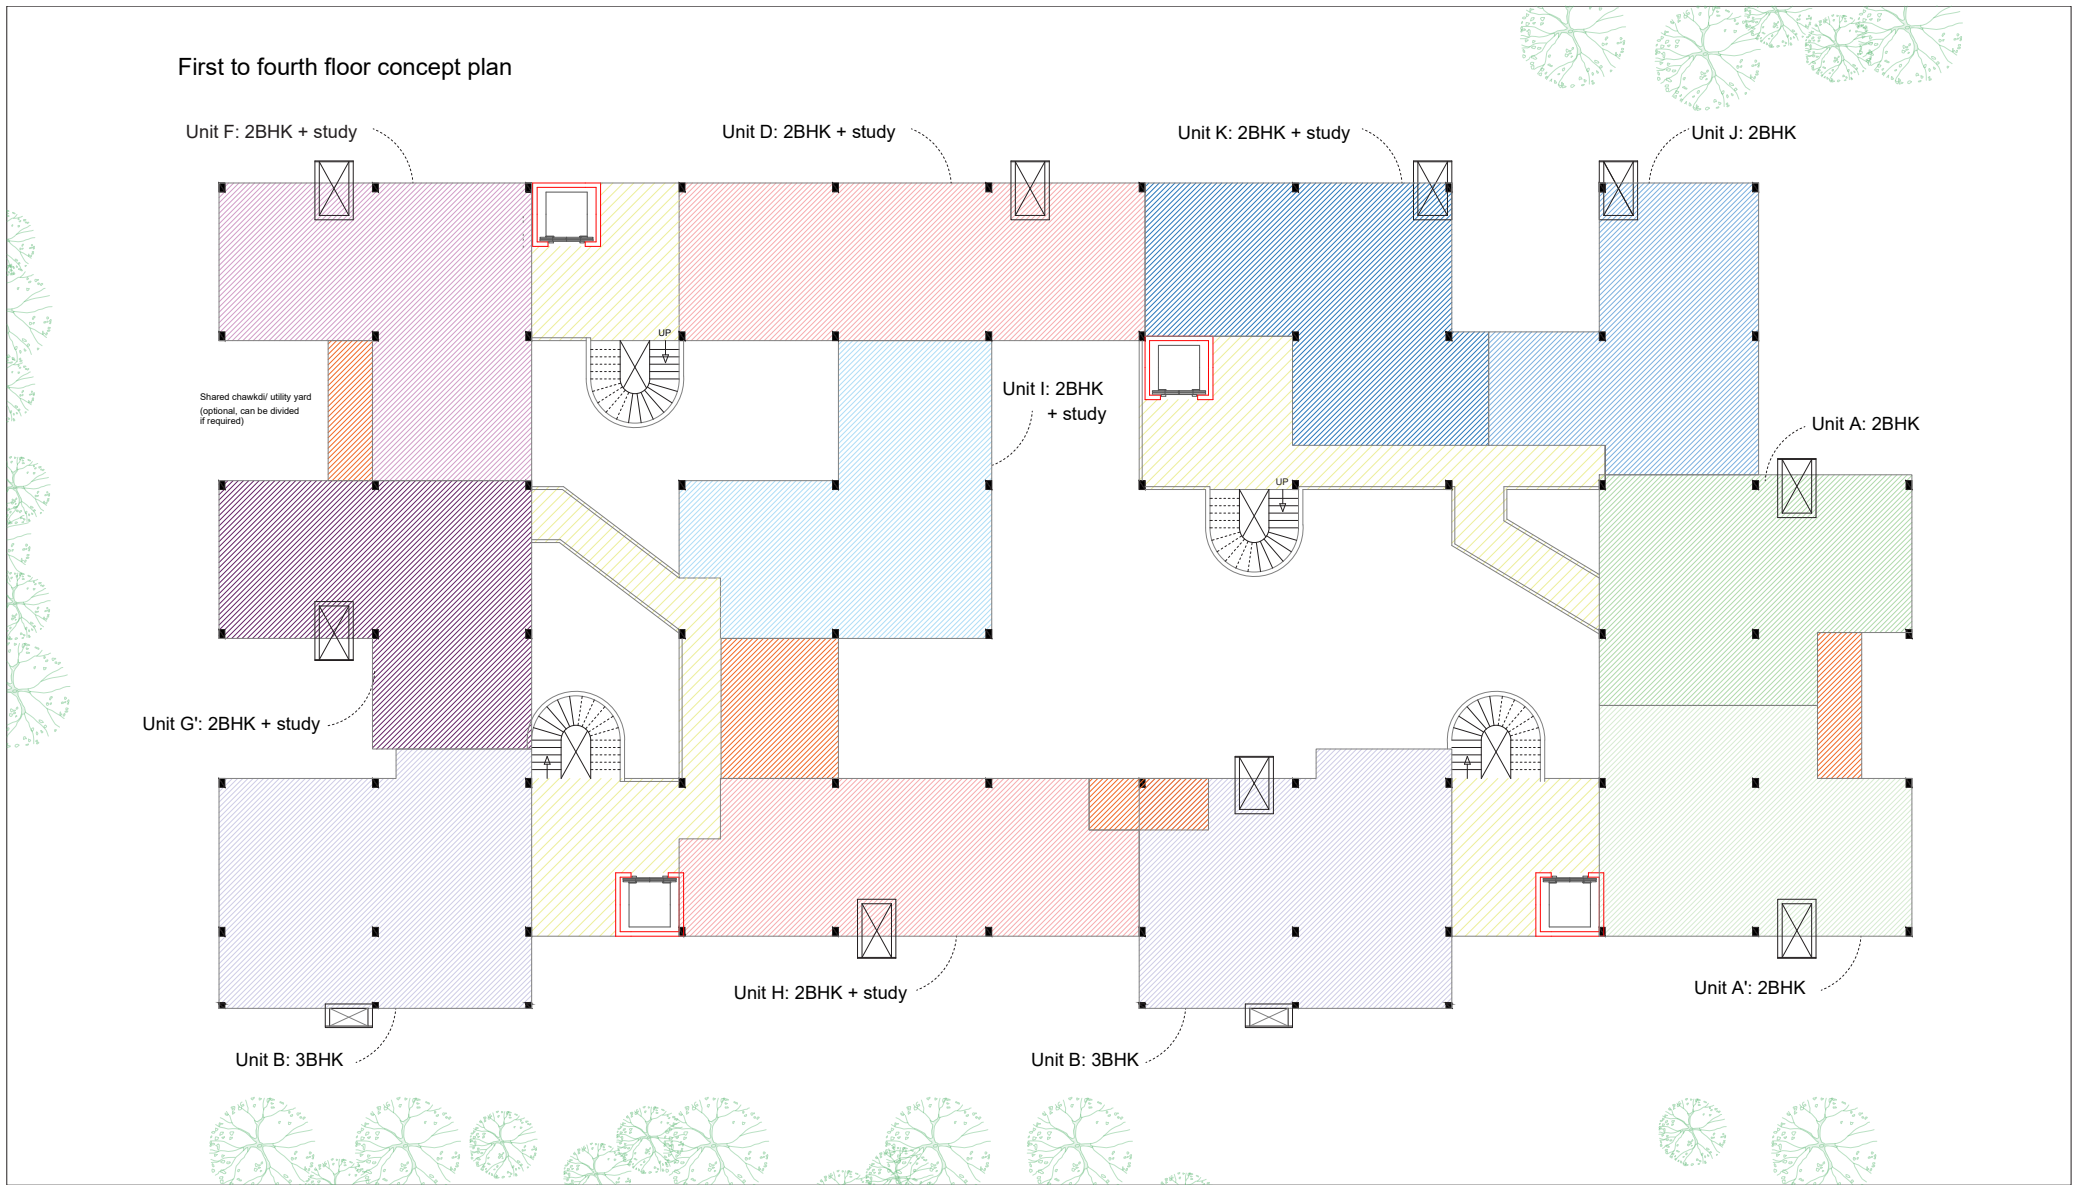 First to fourth floor concept plan
Unit F: 2BHK + study
Unit D: 2BHK + study
Unit K: 2BHK + study
Unit J: 2BHK
UP
Shared chawkdi/ utility yard
(optional, can be divided
if required)
Unit I: 2BHK
+ study
Unit A: 2BHK
UP
Unit G': 2BHK + study
Unit H: 2BHK + study
Unit A': 2BHK
Unit B: 3BHK
Unit B: 3BHK